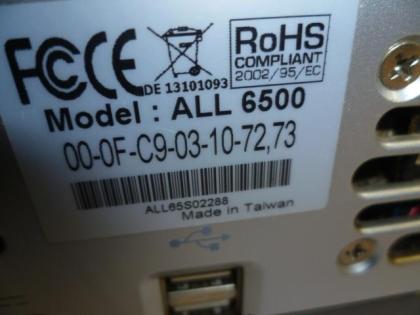 FCC CE
DE 13101093
RoHS
COMPLIANT
2002/95/EC
Model : ALL 6500
00-0F-C9-03-10-72,73
ALL65S02288
Made in Taiwan